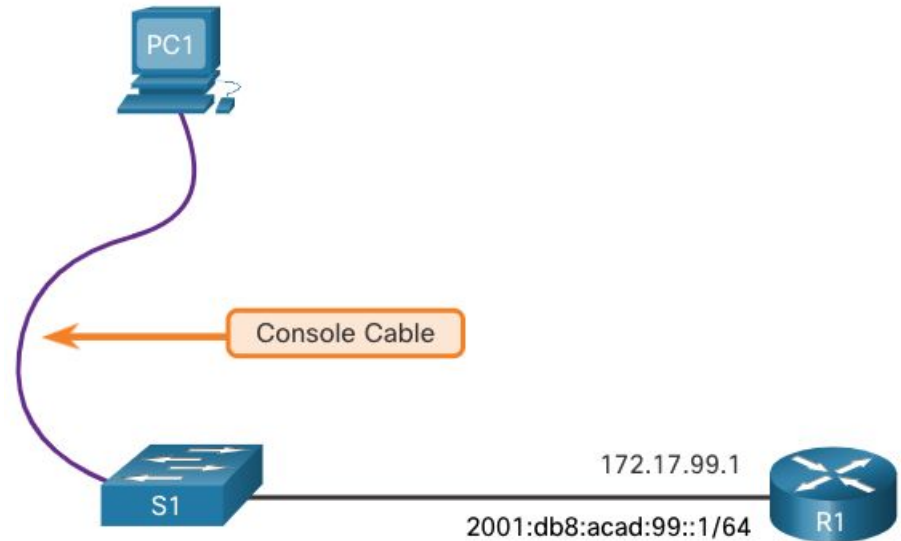 PC1
Console Cable
172.17.99.1
S1
2001:db8:acad:99::1/64
R1